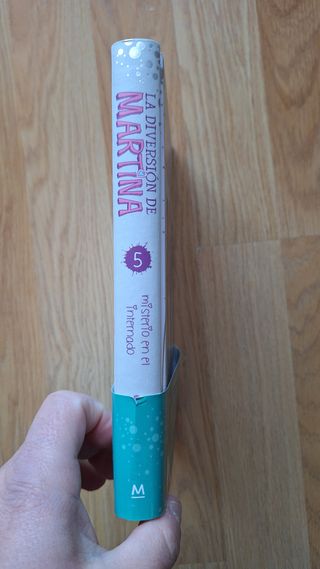 LA DIVERSIÓN DE
MARTINA
5
misterio en el
internado
M